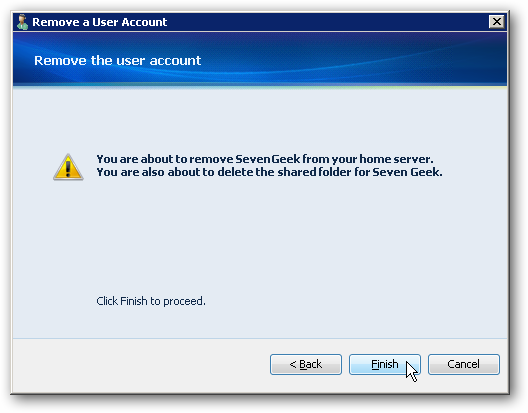 Remove a User Account
Remove the user account
You are about to remove SevenGeek from your home server.
You are also about to delete the shared folder for Seven Geek.
Click Finish to proceed.
< Back Finish Cancel